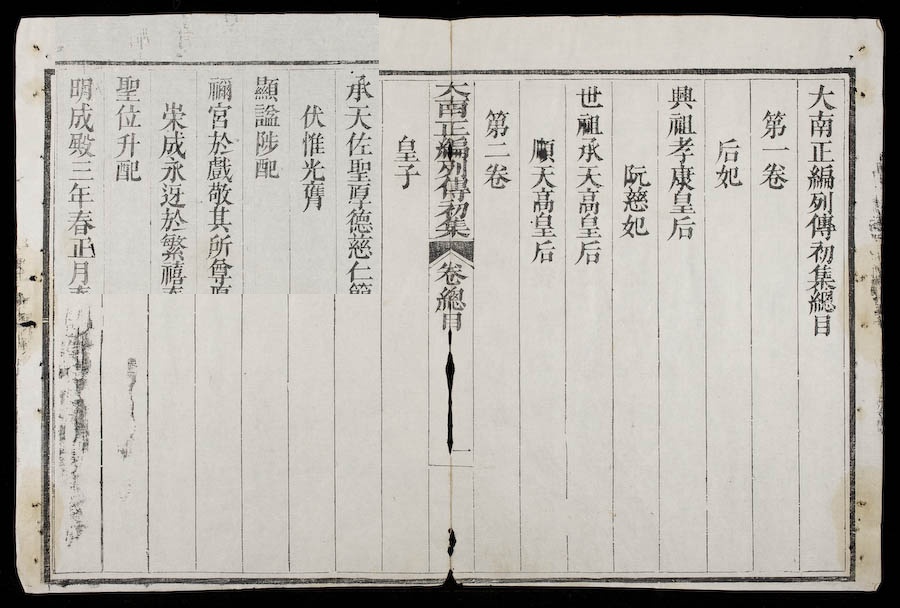 大南正編列傳初集總目
第一卷
后妃
興祖孝康皇后
阮慈妃
世祖承天高皇后
順天高皇后
第二卷
大南正編列傳初集 卷總目 一
皇子
承天佐聖厚德慈仁
伏惟光膺
顯謚陟配
禰宮於戲敬其所尊
崇成永迓於繁禧
聖位升配
明成殿三年春正月